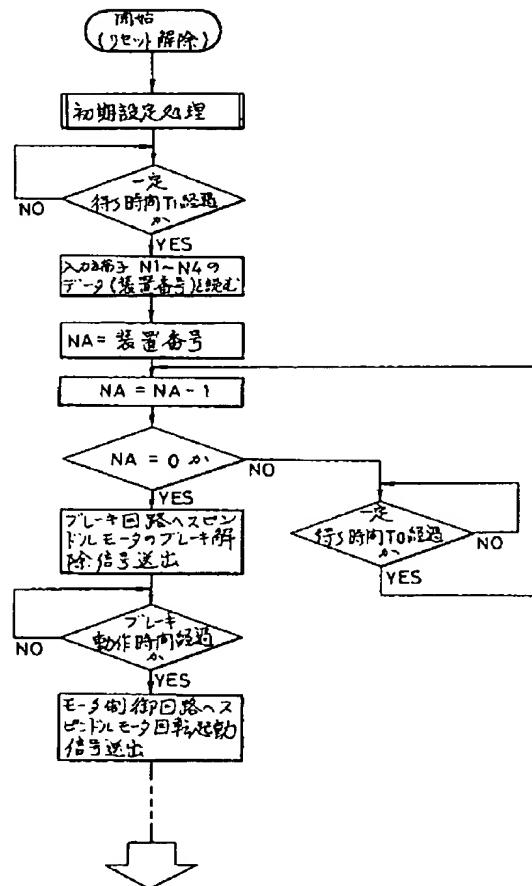 開始
(リセット解除)
初期設定処理
一定
待ち時間T1経過
か
NO
YES
入力端子 N1~N4の
データ(装置番号)を読む
NA= 装置番号
NA = NA-1
NA = 0 か
NO
YES
ブレーキ回路へスピン
ドルモータのブレーキ解
除信号送出
一定
待ち時間T0経過
か
NO
YES
ブレーキ
動作時間経過
か
NO
YES
モータ制御回路へス
ピンドルモータ回転起動
信号送出